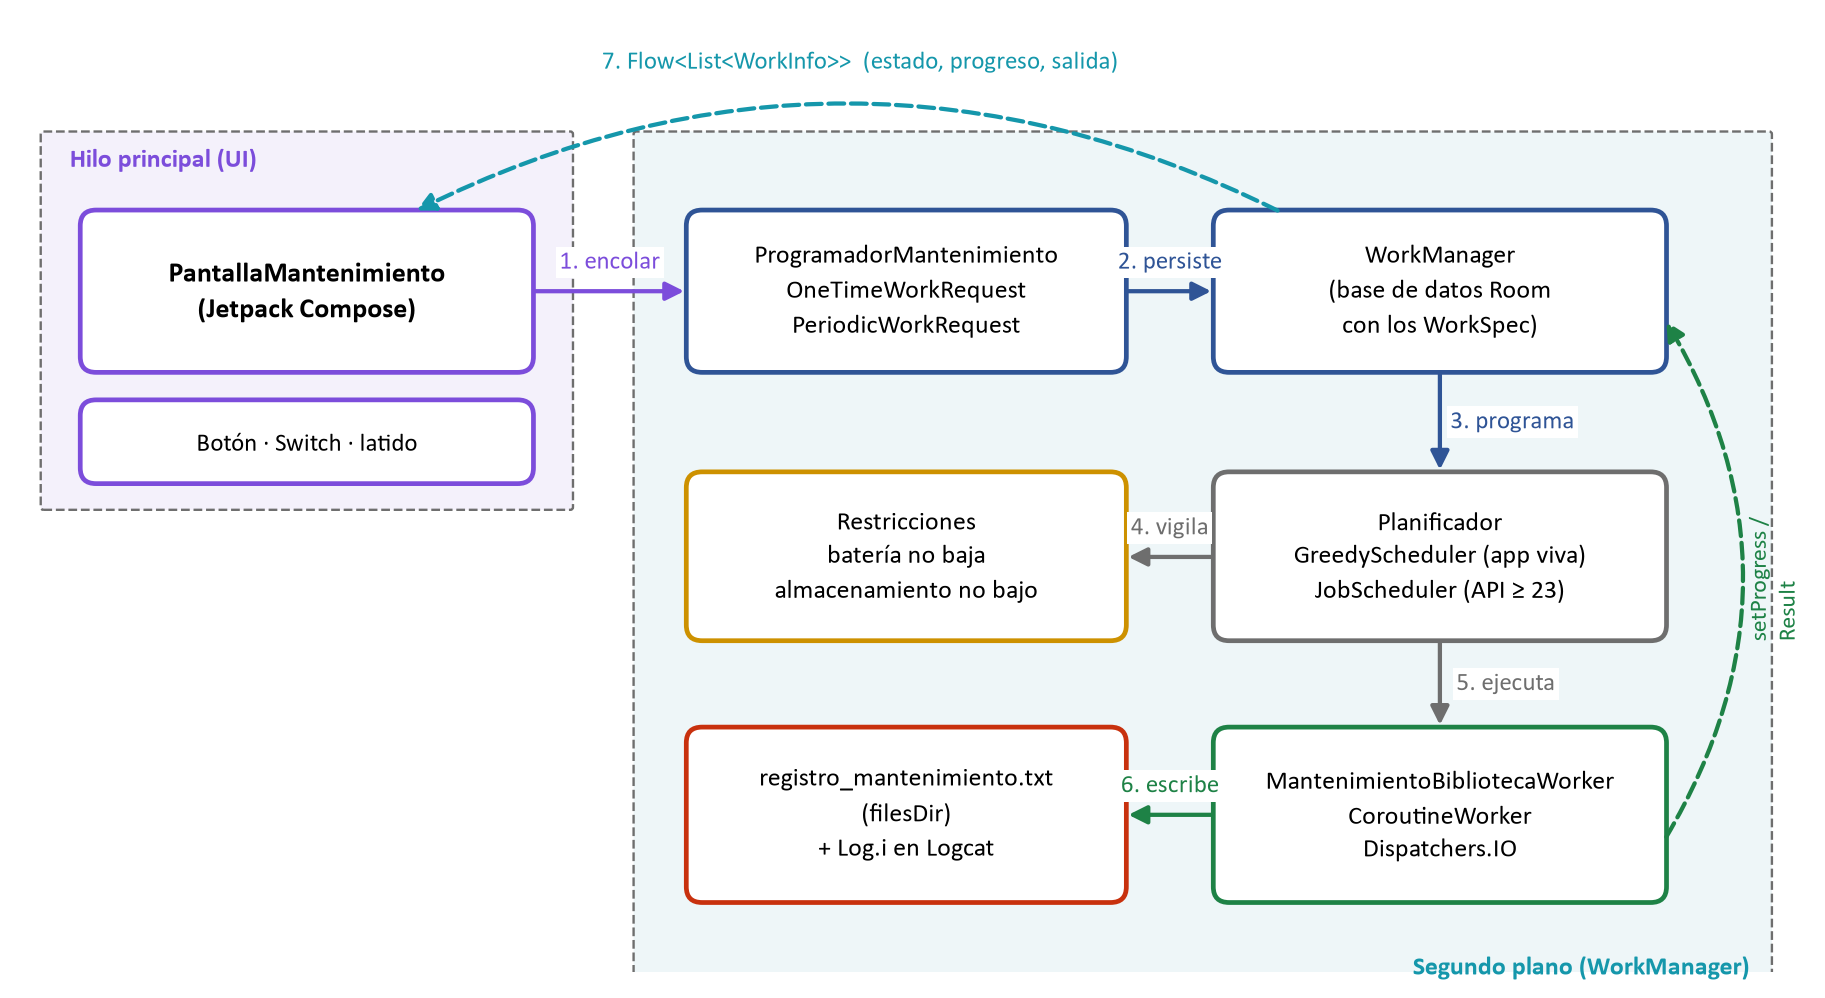 7. Flow<List<WorkInfo>> (estado, progreso, salida)
Hilo principal (UI)
PantallaMantenimiento
(Jetpack Compose)
Botón · Switch · latido
1. encolar
ProgramadorMantenimiento
OneTimeWorkRequest
PeriodicWorkRequest
2. persiste
WorkManager
(base de datos Room
con los WorkSpec)
3. programa
Restricciones
batería no baja
almacenamiento no bajo
4. vigila
Planificador
GreedyScheduler (app viva)
JobScheduler (API ≥ 23)
setProgress /
Result
5. ejecuta
registro_mantenimiento.txt
(filesDir)
+ Log.i en Logcat
6. escribe
MantenimientoBibliotecaWorker
CoroutineWorker
Dispatchers.IO
Segundo plano (WorkManager)